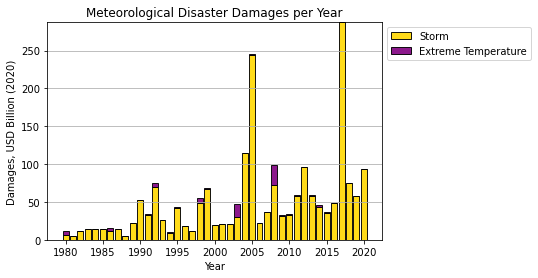 Meteorological Disaster Damages per Year
Storm
Extreme Temperature
Damages, USD Billion (2020)
250
200
150
100
50
0
1980 1985 1990 1995 2000 2005 2010 2015 2020
Year